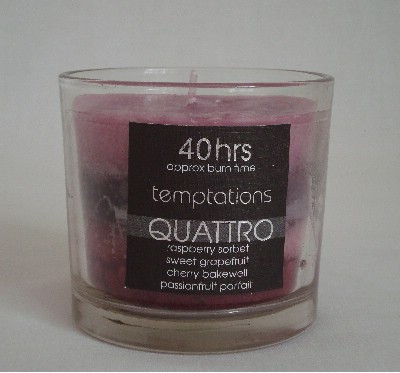 40hrs
approx burn time
temptations
QUATTRO
raspberry sorbet
sweet grapefruit
cherry bakewell
passionfruit parfait